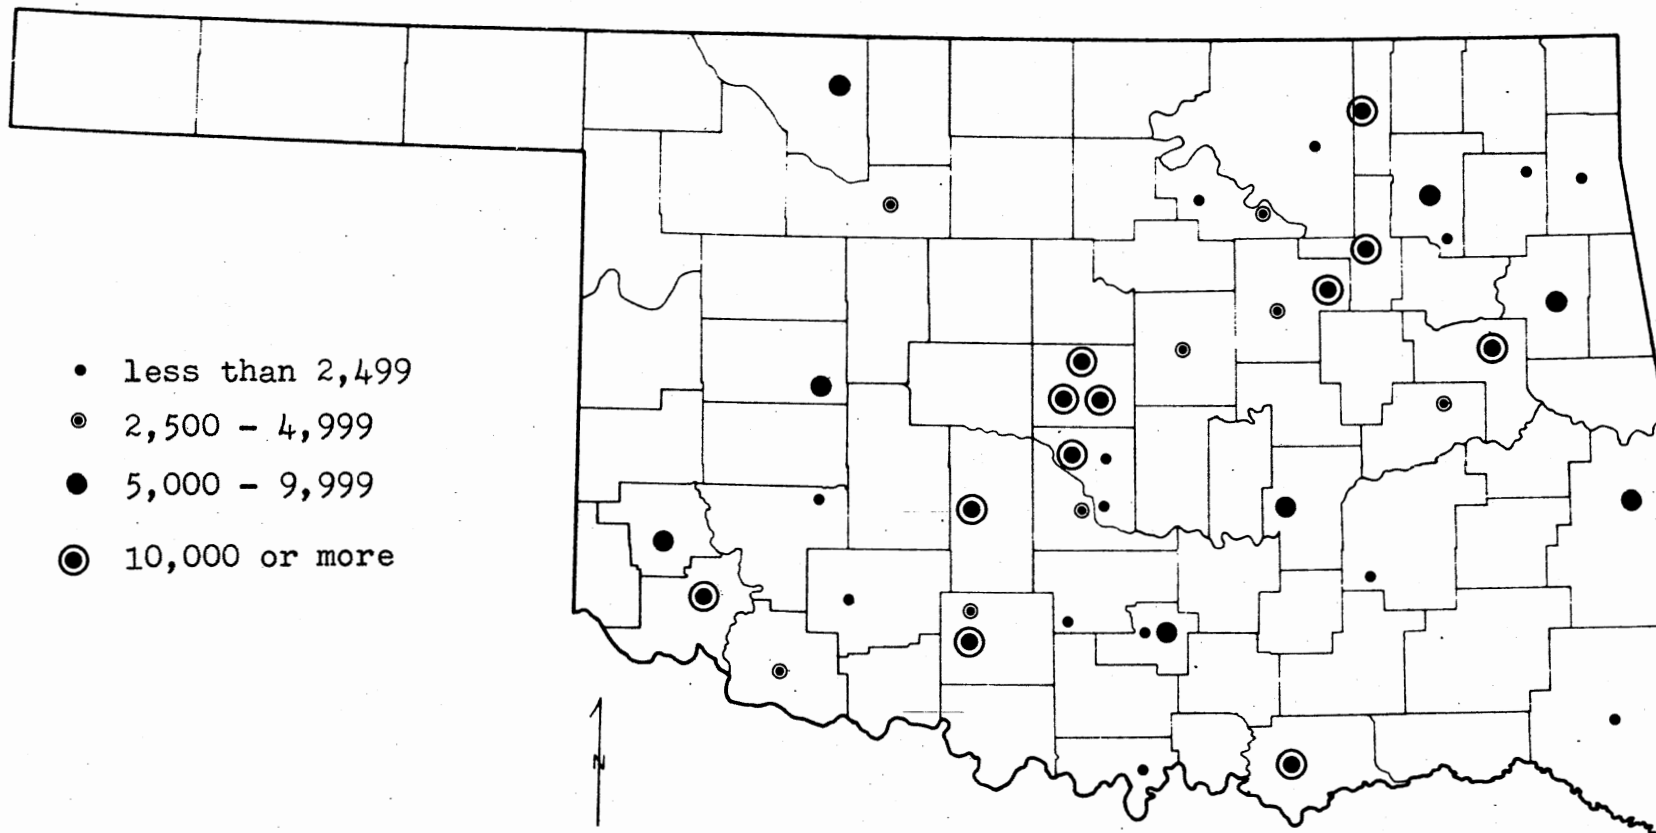 less than 2,499
2,500 - 4,999
5,000 - 9,999
10,000 or more
N